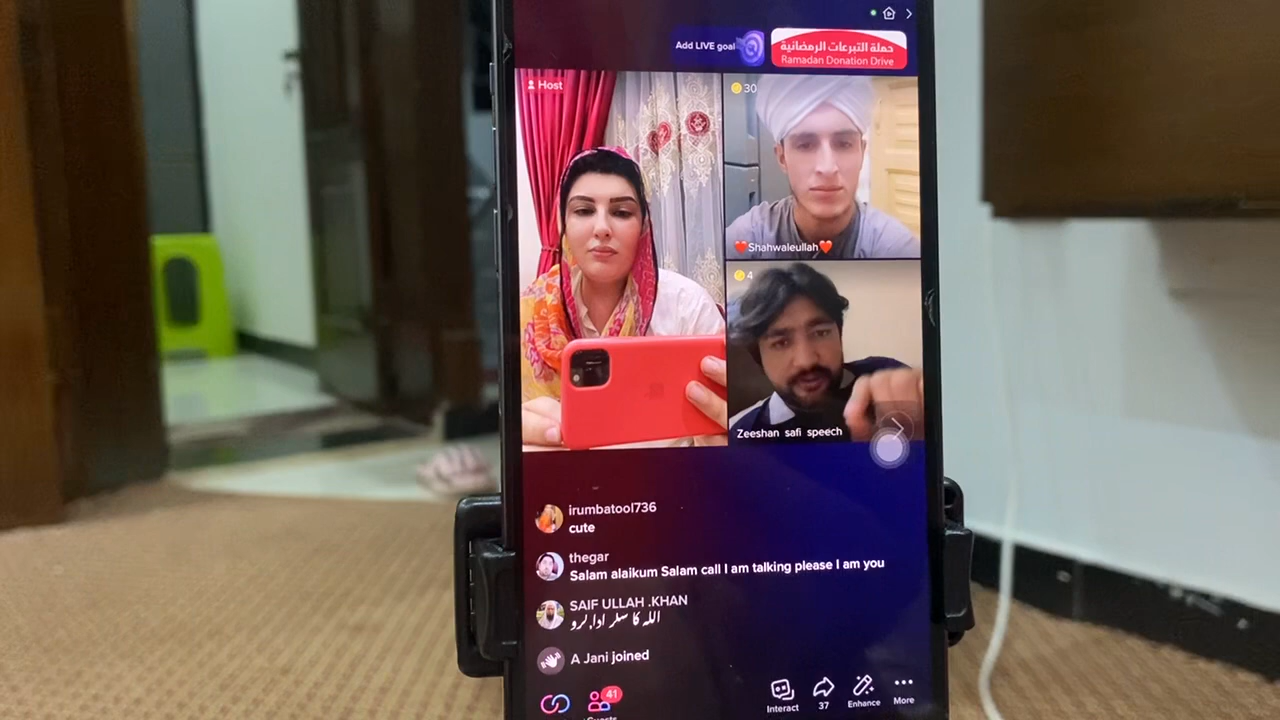 Add LIVE goal
حملة التبرعات الرمضانية
Ramadan Donation Drive
Host
30
❤️Shahwaleullah❤️
4
Zeeshan safi speech
irumbatool736
cute
thegar
Salam alaikum Salam call I am talking please I am you
SAIF ULLAH .KHAN
A Jani joined
41
Guests
Interact
37
Enhance
More